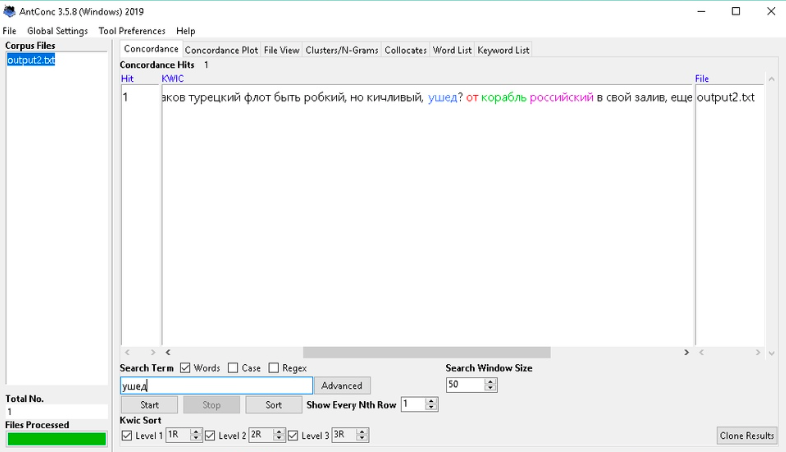 AntConc 3.5.8 (Windows) 2019
File Global Settings Tool Preferences Help
Corpus Files
output2.txt
Concordance Concordance Plot File View Clusters/N-Grams Collocates Word List Keyword List
Concordance Hits 1
Hit KWIC File
1 аков турецкий флот быть робкий, но кичливый, ушед? от корабль российский в свой залив, еще output2.txt
Search Term Words Case Regex Search Window Size
ушед Advanced 50
Start Stop Sort Show Every Nth Row 1
Kwic Sort
Level 1 1R Level 2 2R Level 3 3R
Clone Results
Total No.
1
Files Processed